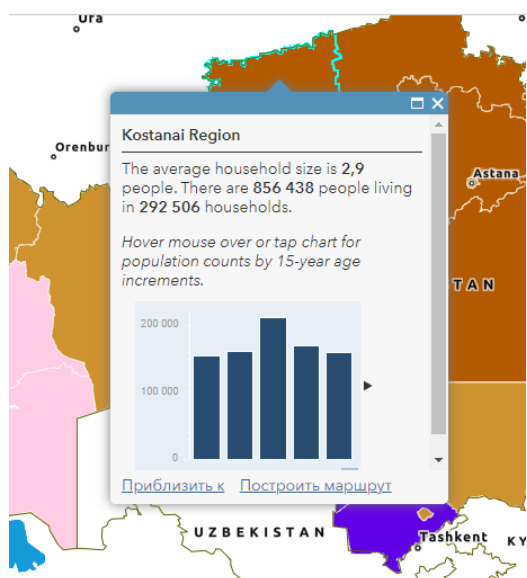 Ura
Orenbur
Astana
TAN
Kostanai Region
The average household size is 2,9
people. There are 856 438 people living
in 292 506 households.
Hover mouse over or tap chart for
population counts by 15-year age
increments.
200 000
100 000
0
Приблизить к Построить маршрут
UZBEKISTAN
Tashkent
KY